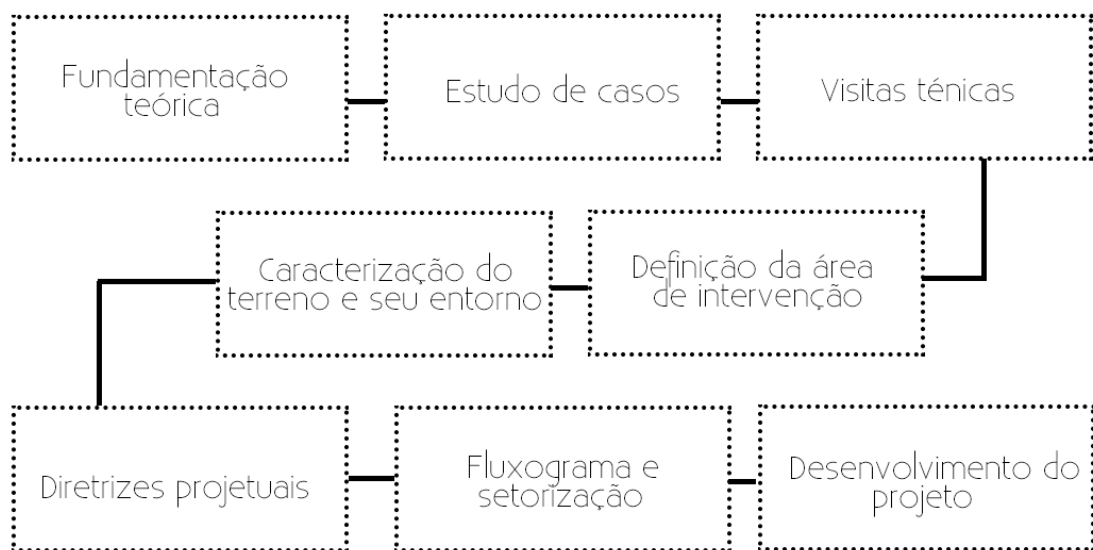 Fundamentação
teórica
Estudo de casos
Visitas ténicas
Definição da área
de intervenção
Caracterização do
terreno e seu entorno
Diretrizes projetuais
Fluxograma e
setorização
Desenvolvimento do
projeto